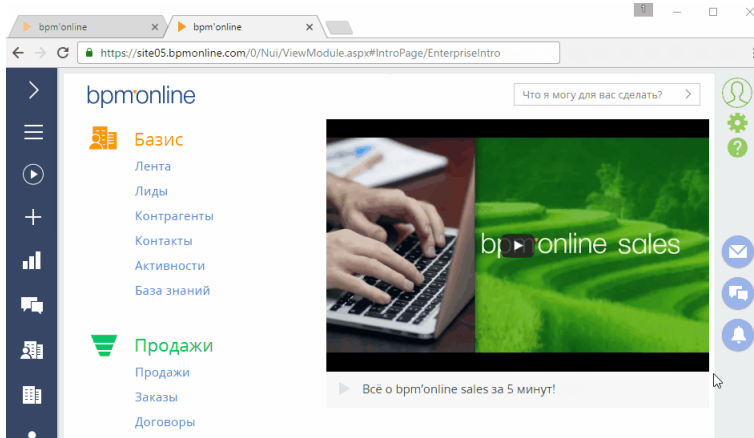 bpm'online
bpm'online
1
https://site05.bpmonline.com/0/Nui/ViewModule.aspx#IntroPage/EnterpriseIntro
bpm'online
Что я могу для вас сделать?
Базис
Лента
Лиды
Контрагенты
Контакты
Активности
База знаний
bpm'online sales
Продажи
Продажи
Заказы
Договоры
Всё о bpm'online sales за 5 минут!